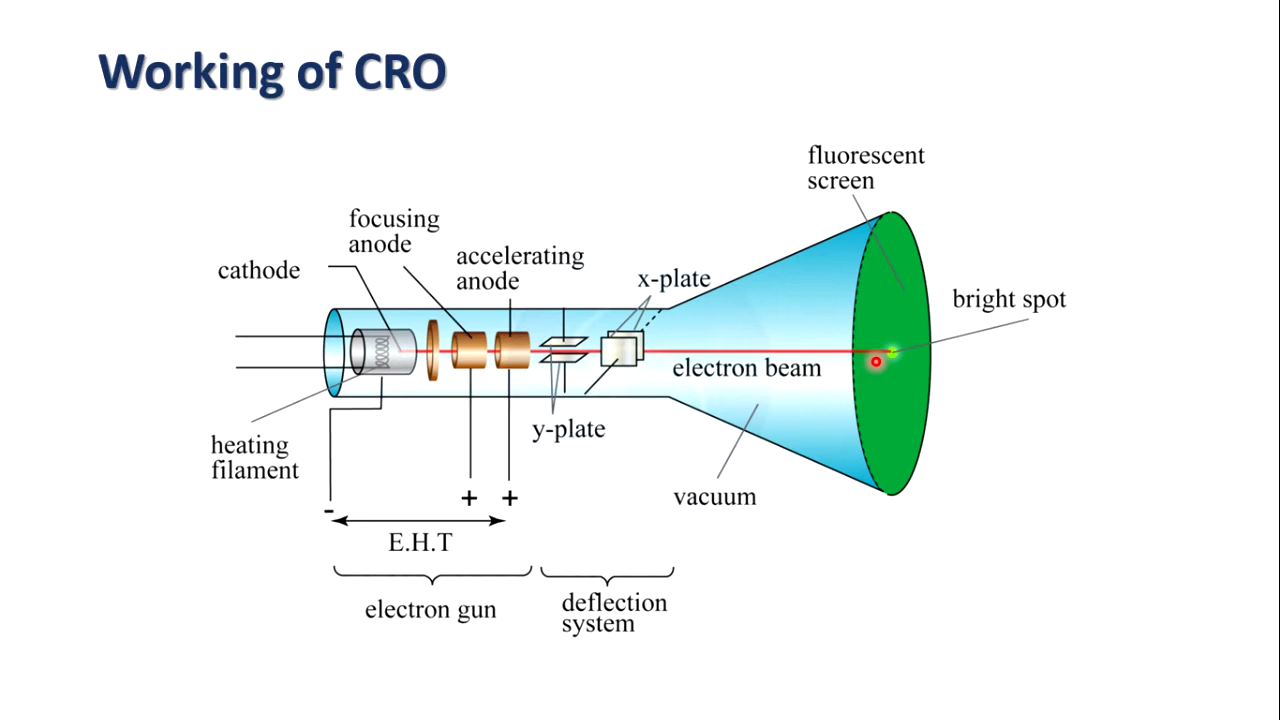 Working of CRO
fluorescent
screen
focusing
anode
accelerating
anode
cathode
x-plate
bright spot
electron beam
y-plate
heating
filament
vacuum
- + +
E.H.T
electron gun
deflection
system